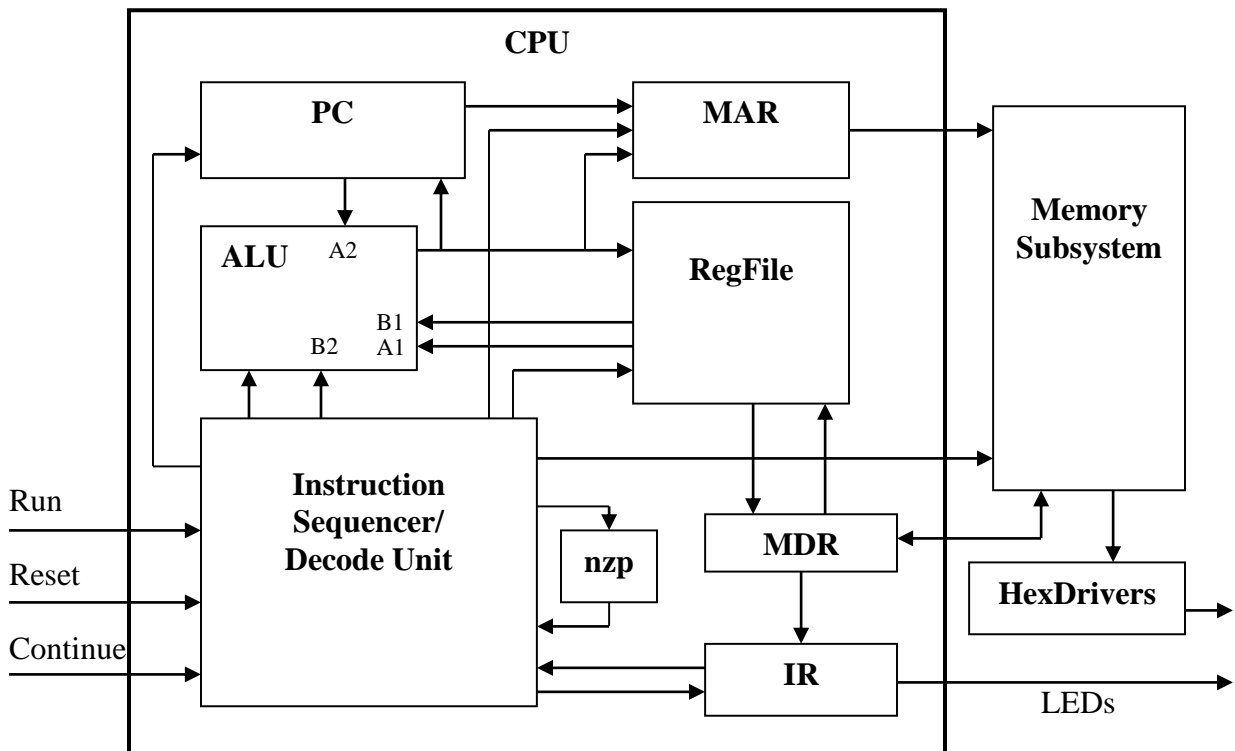 CPU
PC
MAR
Memory
Subsystem
ALU
A2
RegFile
B1
A1
B2
Instruction
Sequencer/
Decode Unit
Run
Reset
Continue
nzp
MDR
HexDrivers
IR
LEDs